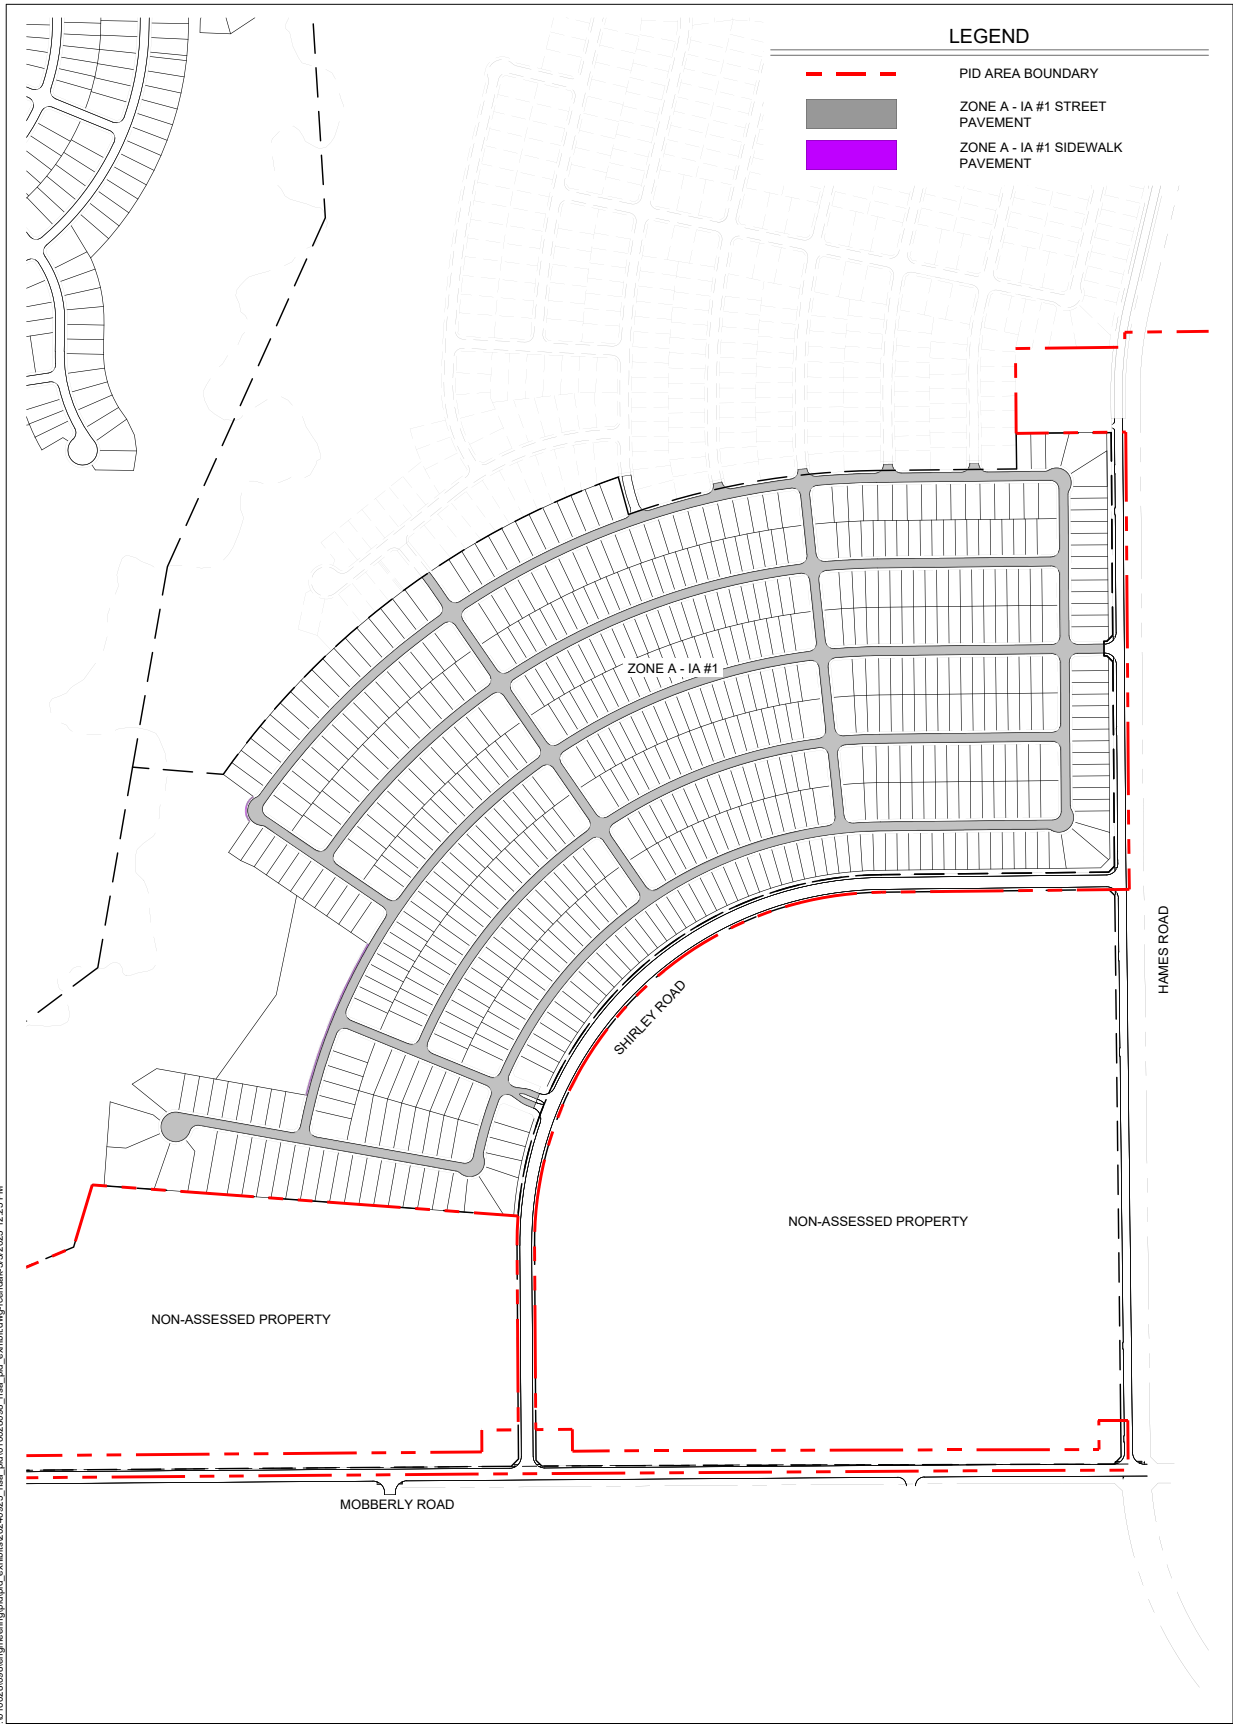 LEGEND
PID AREA BOUNDARY
ZONE A - IA #1 STREET
PAVEMENT
ZONE A - IA #1 SIDEWALK
PAVEMENT
ZONE A - IA #1
HAMES ROAD
SHIRLEY ROAD
NON-ASSESSED PROPERTY
NON-ASSESSED PROPERTY
MOBBERLY ROAD